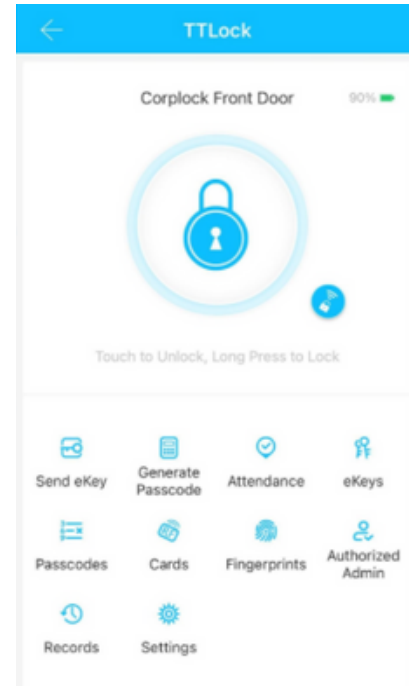 TTLock
Corplock Front Door 90%
Touch to Unlock, Long Press to Lock
Send eKey
Generate
Passcode
Attendance
eKeys
Passcodes
Cards
Fingerprints
Authorized
Admin
Records
Settings